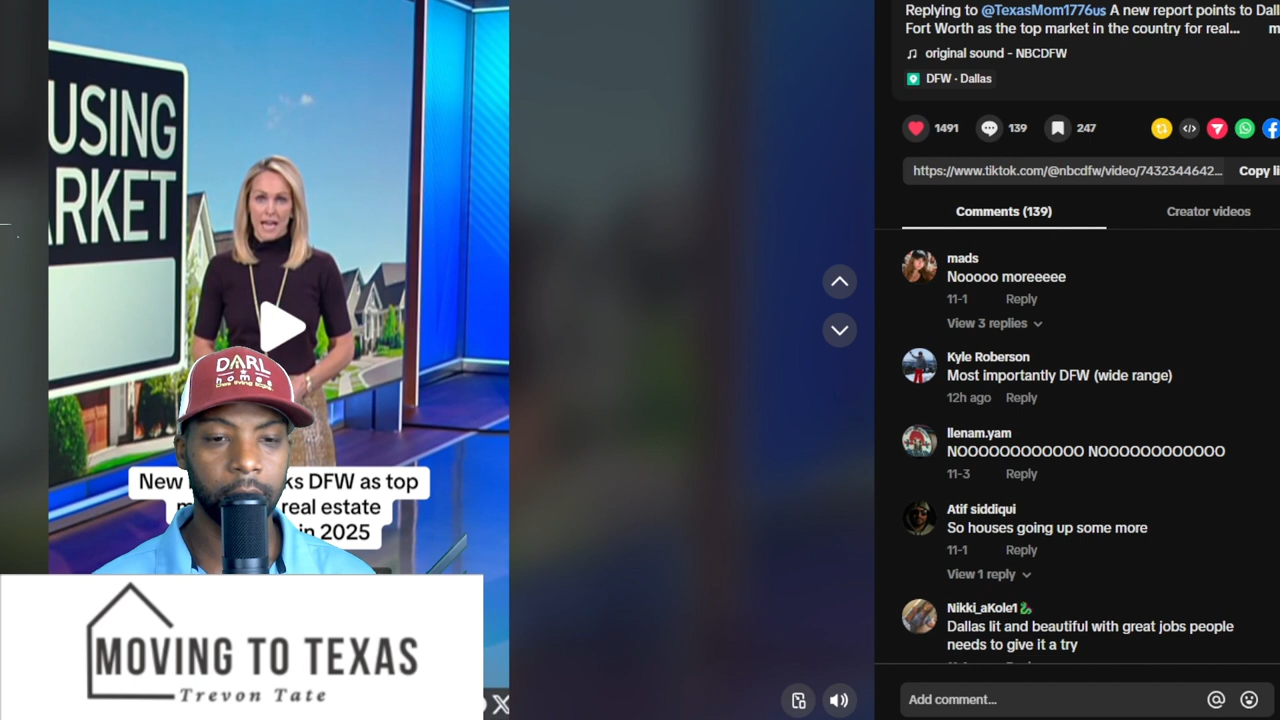 USING
ARKET
DARL
homes
New ks DFW as top
real estate
in 2025
MOVING TO TEXAS
Trevon Tate
Replying to @TexasMom1776us A new report points to Dall
Fort Worth as the top market in the country for real... m
original sound - NBCDFW
DFW · Dallas
1491
139
247
https://www.tiktok.com/@nbcdfw/video/7432344642...
Copy li
Comments (139)
Creator videos
mads
Nooooo moreeeee
11-1 Reply
View 3 replies
Kyle Roberson
Most importantly DFW (wide range)
12h ago Reply
llenam.yam
NOOOOOOOOOOOO NOOOOOOOOOOOO
11-3 Reply
Atif siddiqui
So houses going up some more
11-1 Reply
View 1 reply
Nikki_aKole1🐍
Dallas lit and beautiful with great jobs people
needs to give it a try
Add comment...